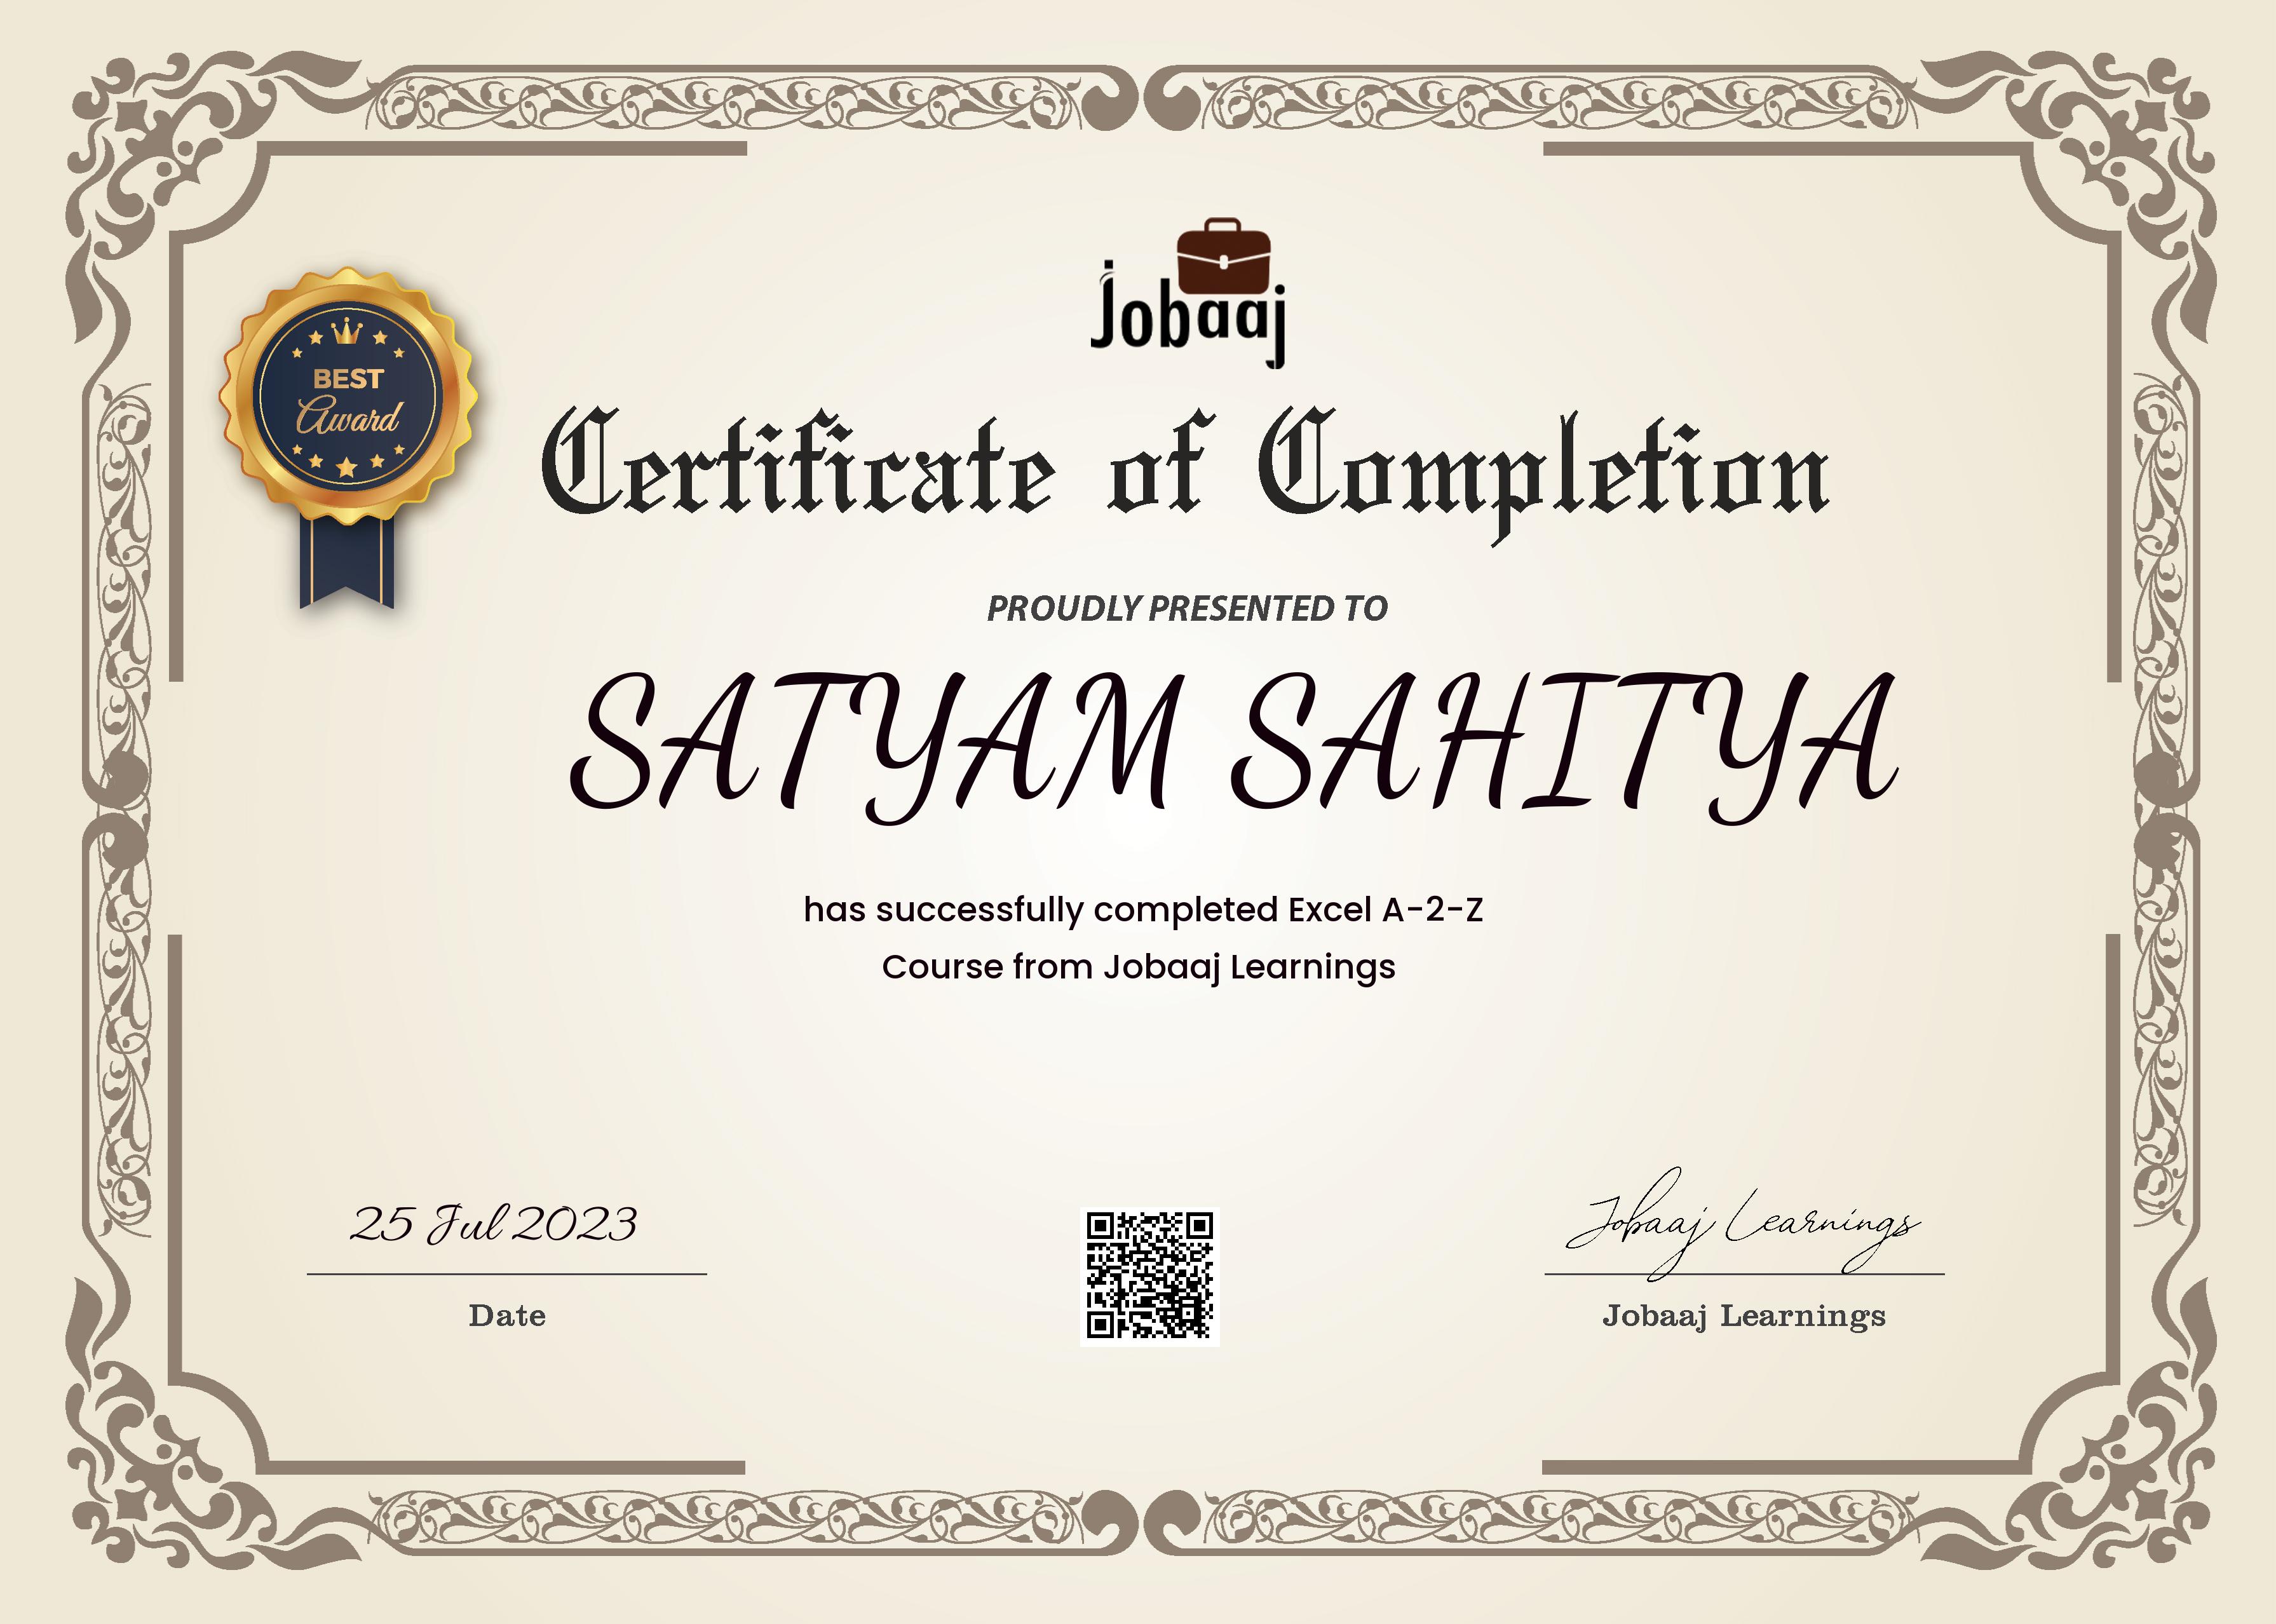 Jobaaj
BEST
Award
Certificate of Completion
PROUDLY PRESENTED TO
SATYAM SAHITYA
has successfully completed Excel A-2-Z
Course from Jobaaj Learnings
25 Jul 2023
Date
Jobaaj Learnings
Jobaaj Learnings